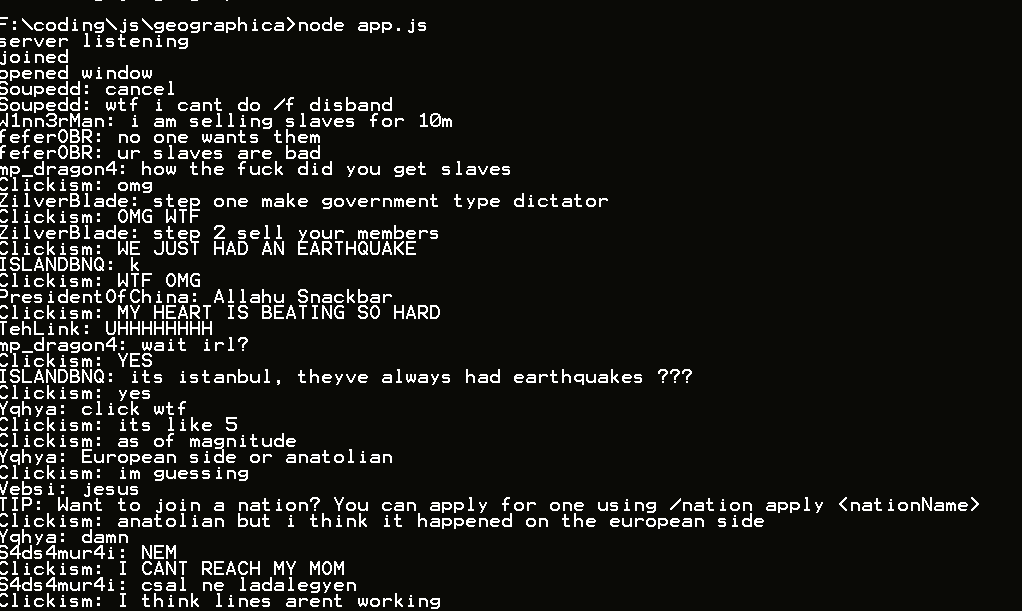 F:\coding\js\geographica>node app.js
server listening
joined
opened window
Soupedd: cancel
Soupedd: wtf i cant do /f disband
W1nn3rMan: i am selling slaves for 10m
fefer0BR: no one wants them
fefer0BR: ur slaves are bad
mp_dragon4: how the fuck did you get slaves
Clickism: omg
ZilverBlade: step one make government type dictator
Clickism: OMG WTF
ZilverBlade: step 2 sell your members
Clickism: WE JUST HAD AN EARTHQUAKE
ISLANDBNQ: k
Clickism: WTF OMG
PresidentOfChina: Allahu Snackbar
Clickism: MY HEART IS BEATING SO HARD
TehLink: UHHHHHHHH
mp_dragon4: wait irl?
Clickism: YES
ISLANDBNQ: its istanbul, theyve always had earthquakes ???
Clickism: yes
Yqhya: click wtf
Clickism: its like 5
Clickism: as of magnitude
Yqhya: European side or anatolian
Clickism: im guessing
Vebsi: jesus
TIP: Want to join a nation? You can apply for one using /nation apply <nationName>
Clickism: anatolian but i think it happened on the european side
Yqhya: damn
S4ds4mur4i: NEM
Clickism: I CANT REACH MY MOM
S4ds4mur4i: csal ne ladalegyen
Clickism: I think lines arent working